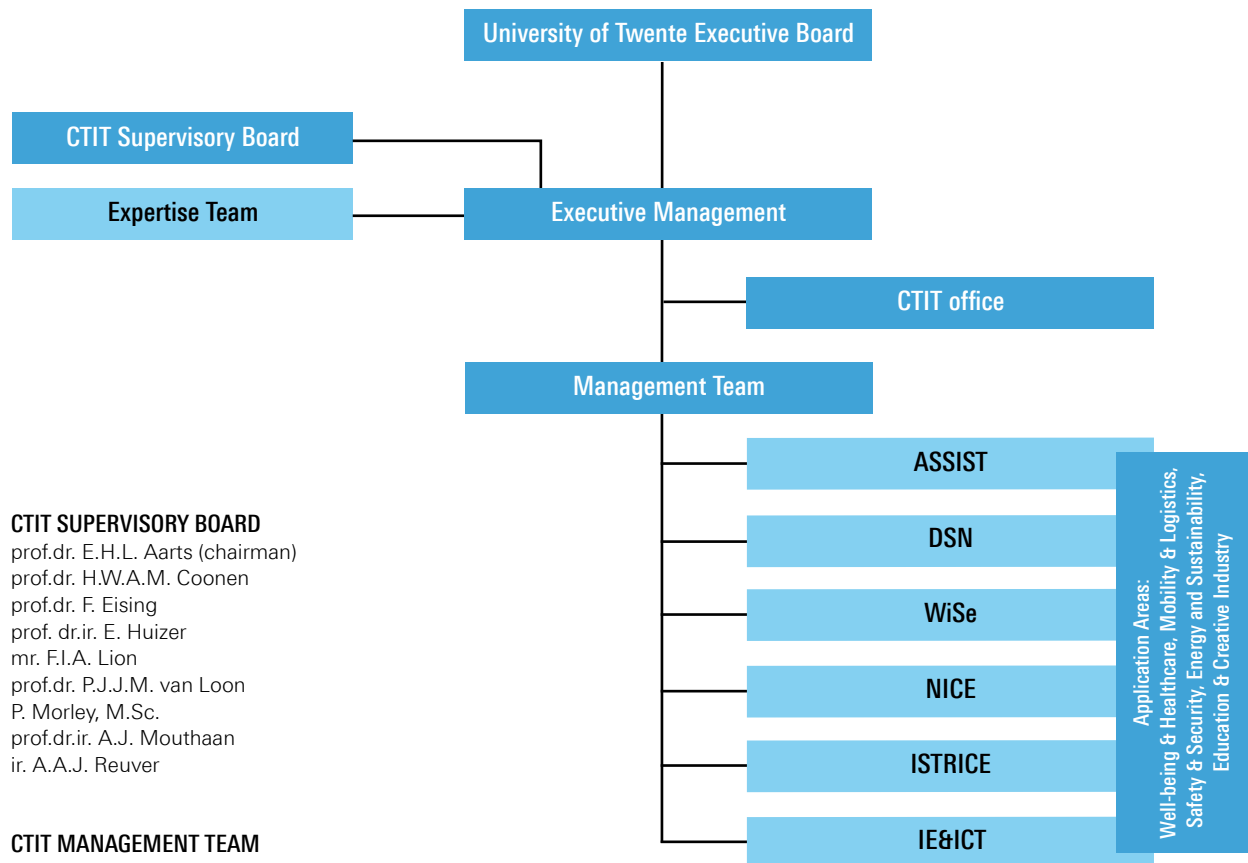 University of Twente Executive Board
CTIT Supervisory Board
Expertise Team
Executive Management
CTIT office
Management Team
ASSIST
DSN
WiSe
NICE
ISTRICE
IE&ICT
Application Areas:
Well-being & Healthcare, Mobility & Logistics,
Safety & Security, Energy and Sustainability,
Education & Creative Industry
CTIT SUPERVISORY BOARD
prof.dr. E.H.L. Aarts (chairman)
prof.dr. H.W.A.M. Coonen
prof.dr. F. Eising
prof. dr.ir. E. Huizer
mr. F.I.A. Lion
prof.dr. P.J.J.M. van Loon
P. Morley, M.Sc.
prof.dr.ir. A.J. Mouthaan
ir. A.A.J. Reuver
CTIT MANAGEMENT TEAM